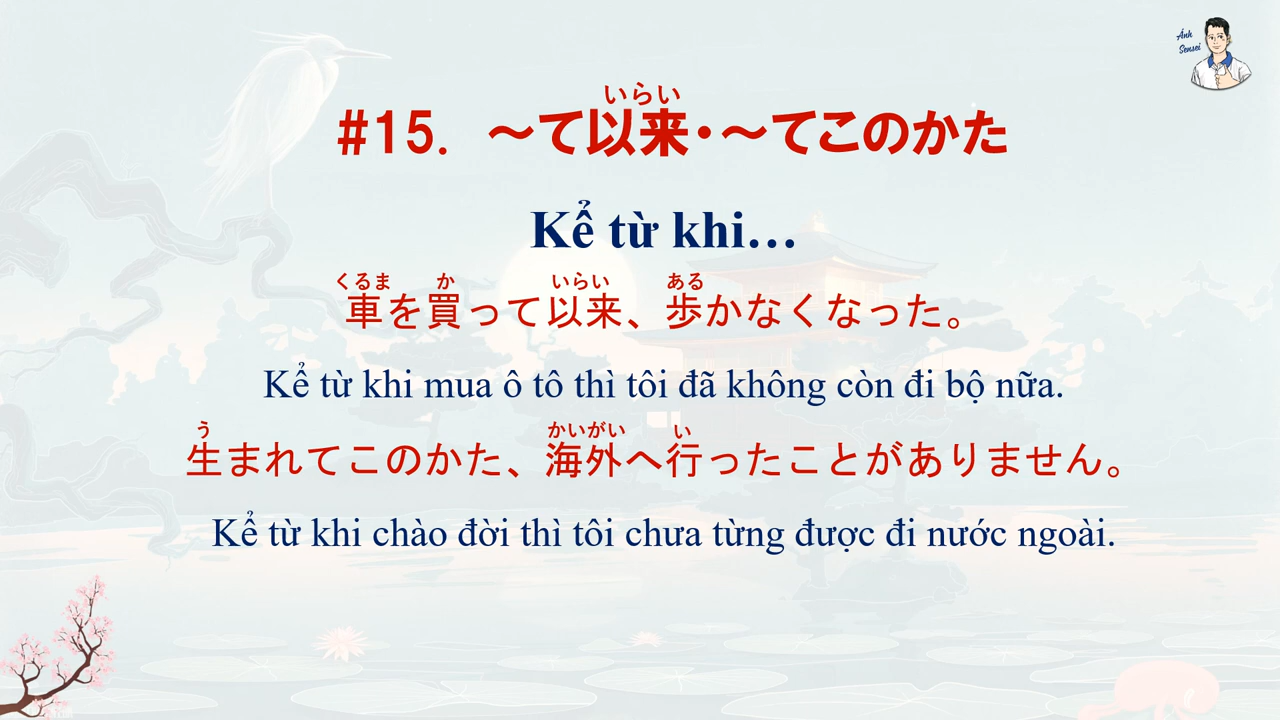 Ánh
Sensei
いらい
#15. ～て以来・～てこのかた
Kể từ khi…
くるま か いらい ある
車を買って以来、歩かなくなった。
Kể từ khi mua ô tô thì tôi đã không còn đi bộ nữa.
う かいがい い
生まれてこのかた、海外へ行ったことがありません。
Kể từ khi chào đời thì tôi chưa từng được đi nước ngoài.